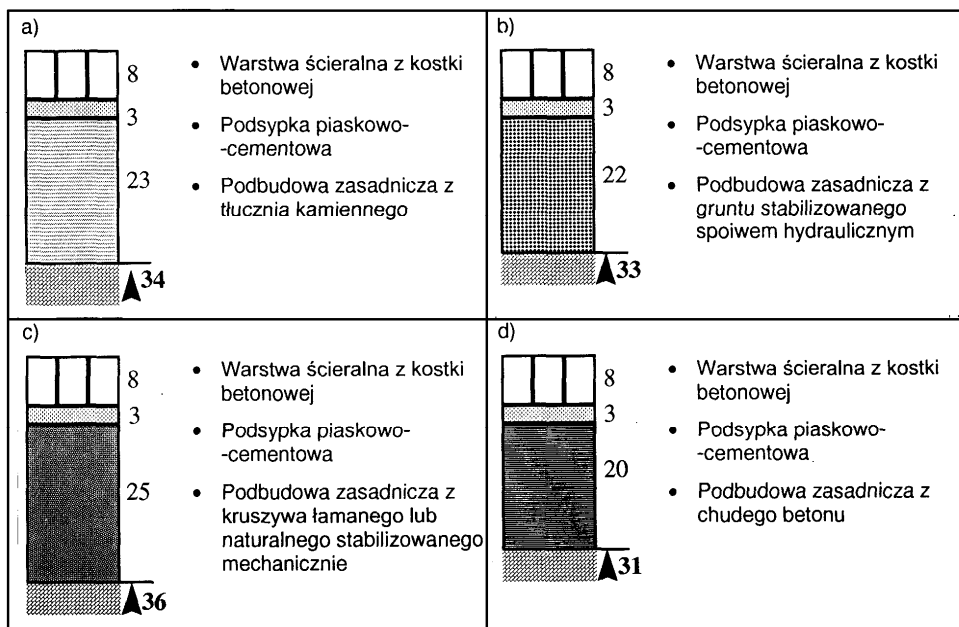 a)
8
3
23
34
• Warstwa ścieralna z kostki
betonowej
• Podsypka piaskowo-
-cementowa
• Podbudowa zasadnicza z
tłucznia kamiennego
b)
8
3
22
33
• Warstwa ścieralna z kostki
betonowej
• Podsypka piaskowo-
-cementowa
• Podbudowa zasadnicza z
gruntu stabilizowanego
spoiwem hydraulicznym
c)
8
3
25
36
• Warstwa ścieralna z kostki
betonowej
• Podsypka piaskowo-
-cementowa
• Podbudowa zasadnicza z
kruszywa łamanego lub
naturalnego stabilizowanego
mechanicznie
d)
8
3
20
31
• Warstwa ścieralna z kostki
betonowej
• Podsypka piaskowo-
-cementowa
• Podbudowa zasadnicza z
chudego betonu